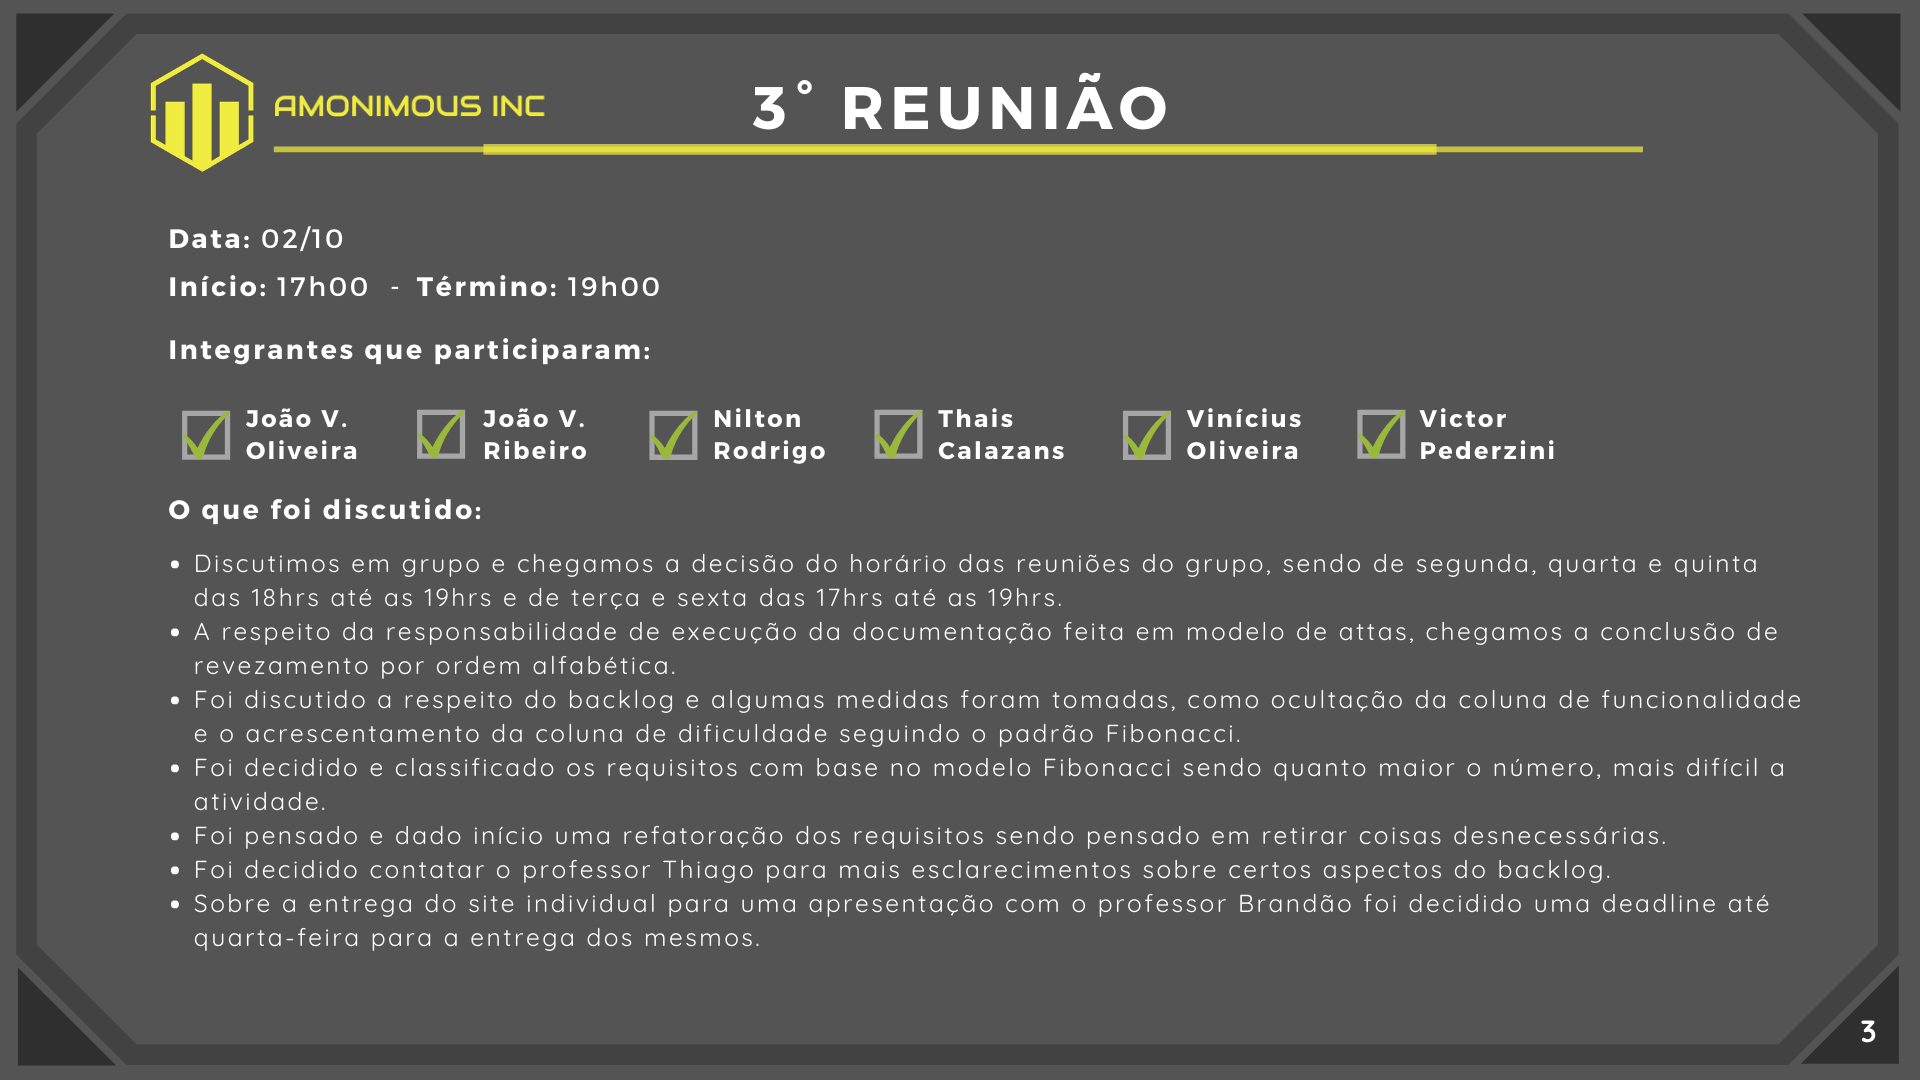 AMONIMOUS INC
3° REUNIÃO
Data: 02/10
Início: 17h00 - Término: 19h00
Integrantes que participaram:
João V.
Oliveira
João V.
Ribeiro
Nilton
Rodrigo
Thais
Calazans
Vinícius
Oliveira
Victor
Pederzini
O que foi discutido:
• Discutimos em grupo e chegamos a decisão do horário das reuniões do grupo, sendo de segunda, quarta e quinta
das 18hrs até as 19hrs e de terça e sexta das 17hrs até as 19hrs.
• A respeito da responsabilidade de execução da documentação feita em modelo de attas, chegamos a conclusão de
revezamento por ordem alfabética.
• Foi discutido a respeito do backlog e algumas medidas foram tomadas, como ocultação da coluna de funcionalidade
e o acrescentamento da coluna de dificuldade seguindo o padrão Fibonacci.
• Foi decidido e classificado os requisitos com base no modelo Fibonacci sendo quanto maior o número, mais difícil a
atividade.
• Foi pensado e dado início uma refatoração dos requisitos sendo pensado em retirar coisas desnecessárias.
• Foi decidido contatar o professor Thiago para mais esclarecimentos sobre certos aspectos do backlog.
• Sobre a entrega do site individual para uma apresentação com o professor Brandão foi decidido uma deadline até
quarta-feira para a entrega dos mesmos.
3